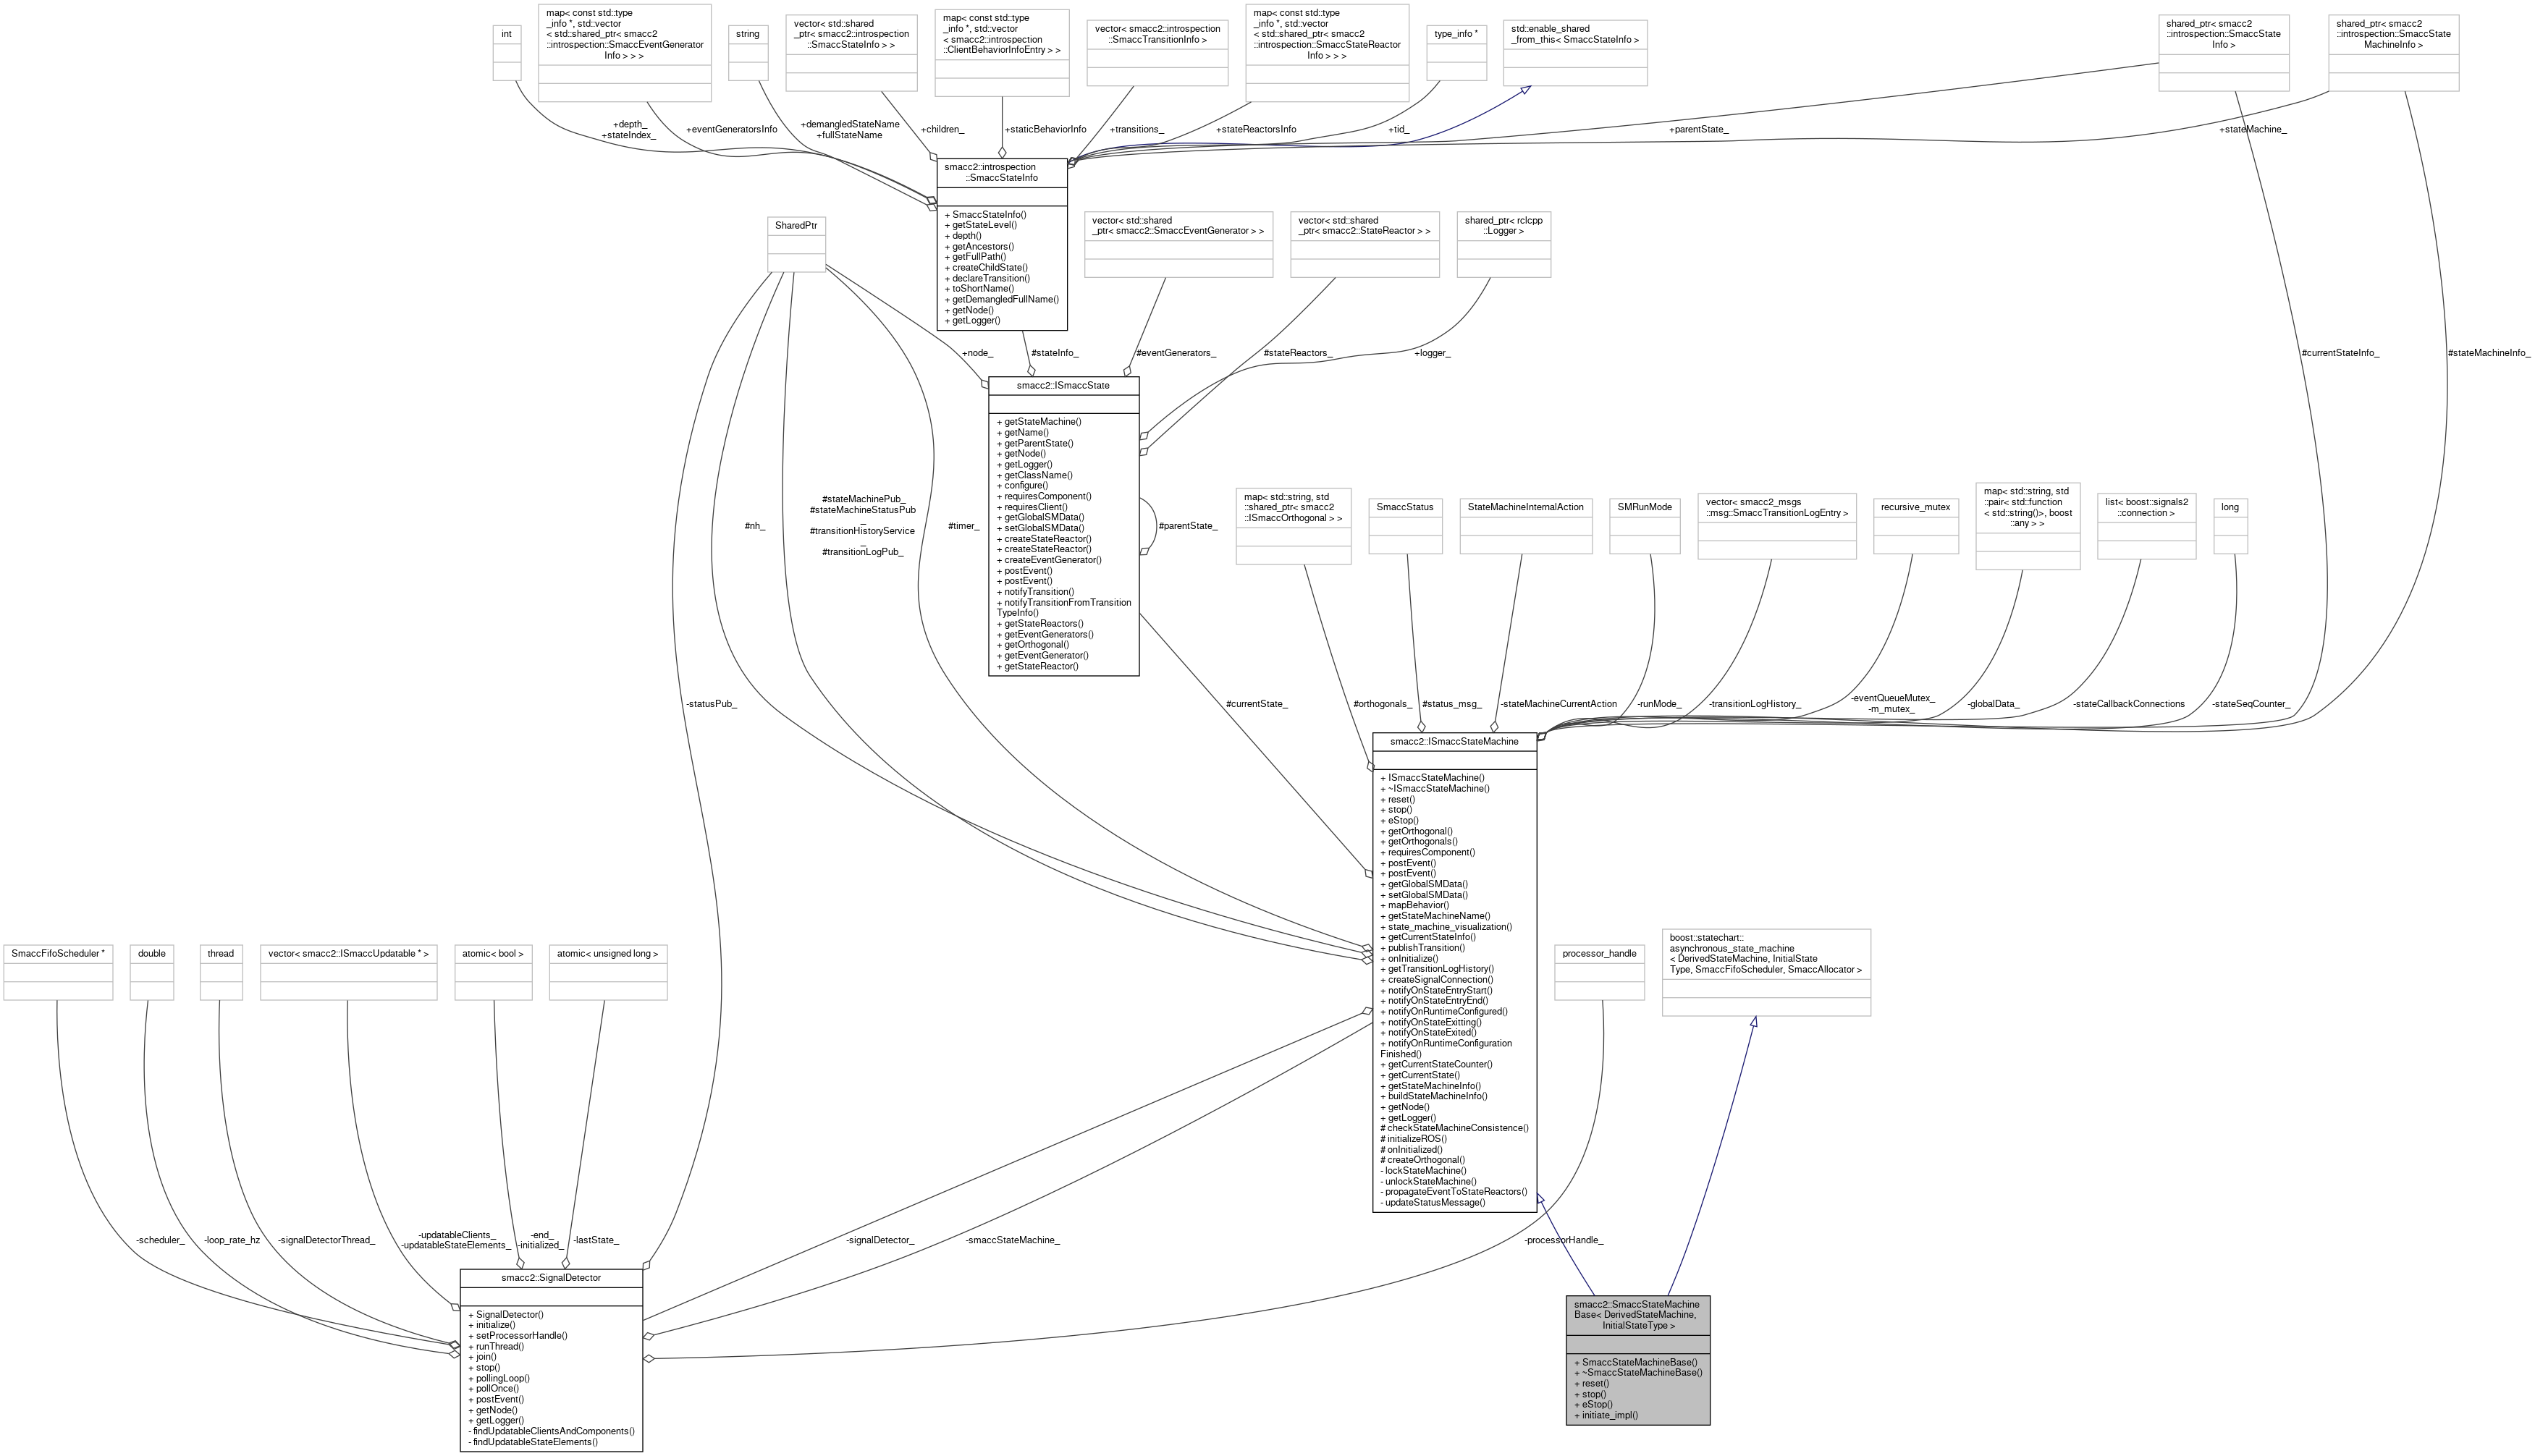 int
map< const std::type
_info *, std::vector
< std::shared_ptr< smacc2
::introspection::SmaccEventGenerator
Info > > >
string
vector< std::shared
_ptr< smacc2::introspection
::SmaccStateInfo > >
map< const std::type
_info *, std::vector
< smacc2::introspection
::ClientBehaviorInfoEntry > >
vector< smacc2::introspection
::SmaccTransitionInfo >
map< const std::type
_info *, std::vector
< std::shared_ptr< smacc2
::introspection::SmaccStateReactor
Info > > >
type_info *
std::enable_shared
_from_this< SmaccStateInfo >
shared_ptr< smacc2
::introspection::SmaccState
Info >
shared_ptr< smacc2
::introspection::SmaccState
MachineInfo >
+depth_
+stateIndex_
+eventGeneratorsInfo
+demangledStateName
+fullStateName
+children_
+staticBehaviorInfo
+transitions_
+stateReactorsInfo
+tid_
+parentState_
+stateMachine_
smacc2::introspection
::SmaccStateInfo
+ SmaccStateInfo()
+ getStateLevel()
+ depth()
+ getAncestors()
+ getFullPath()
+ createChildState()
+ declareTransition()
+ toShortName()
+ getDemangledFullName()
+ getNode()
+ getLogger()
SharedPtr
vector< std::shared
_ptr< smacc2::SmaccEventGenerator > >
vector< std::shared
_ptr< smacc2::StateReactor > >
shared_ptr< rclcpp
::Logger >
+node_
#stateInfo_
#eventGenerators_
#stateReactors_
+logger_
#currentStateInfo_
#stateMachineInfo_
smacc2::ISmaccState
+ getStateMachine()
+ getName()
+ getParentState()
+ getNode()
+ getLogger()
+ getClassName()
+ configure()
+ requiresComponent()
+ requiresClient()
+ getGlobalSMData()
+ setGlobalSMData()
+ createStateReactor()
+ createStateReactor()
+ createEventGenerator()
+ postEvent()
+ postEvent()
+ notifyTransition()
+ notifyTransitionFromTransition
TypeInfo()
+ getStateReactors()
+ getEventGenerators()
+ getOrthogonal()
+ getEventGenerator()
+ getStateReactor()
#nh_
#stateMachinePub_
#stateMachineStatusPub
_
#transitionHistoryService
_
#transitionLogPub_
#timer_
#parentState_
map< std::string, std
::shared_ptr< smacc2
::ISmaccOrthogonal > >
SmaccStatus
StateMachineInternalAction
SMRunMode
vector< smacc2_msgs
::msg::SmaccTransitionLogEntry >
recursive_mutex
map< std::string, std
::pair< std::function
< std::string()>, boost
::any > >
list< boost::signals2
::connection >
long
-statusPub_
#currentState_
#orthogonals_
#status_msg_
-stateMachineCurrentAction
-runMode_
-transitionLogHistory_
-eventQueueMutex_
-m_mutex_
-globalData_
-stateCallbackConnections
-stateSeqCounter_
smacc2::ISmaccStateMachine
+ ISmaccStateMachine()
+ ~ISmaccStateMachine()
+ reset()
+ stop()
+ eStop()
+ getOrthogonal()
+ getOrthogonals()
+ requiresComponent()
+ postEvent()
+ postEvent()
+ getGlobalSMData()
+ setGlobalSMData()
+ mapBehavior()
+ getStateMachineName()
+ state_machine_visualization()
+ getCurrentStateInfo()
+ publishTransition()
+ onInitialize()
+ getTransitionLogHistory()
+ createSignalConnection()
+ notifyOnStateEntryStart()
+ notifyOnStateEntryEnd()
+ notifyOnRuntimeConfigured()
+ notifyOnStateExitting()
+ notifyOnStateExited()
+ notifyOnRuntimeConfiguration
Finished()
+ getCurrentStateCounter()
+ getCurrentState()
+ getStateMachineInfo()
+ buildStateMachineInfo()
+ getNode()
+ getLogger()
# checkStateMachineConsistence()
# initializeROS()
# onInitialized()
# createOrthogonal()
- lockStateMachine()
- unlockStateMachine()
- propagateEventToStateReactors()
- updateStatusMessage()
SmaccFifoScheduler *
double
thread
vector< smacc2::ISmaccUpdatable * >
atomic< bool >
atomic< unsigned long >
processor_handle
boost::statechart::
asynchronous_state_machine
< DerivedStateMachine, InitialState
Type, SmaccFifoScheduler, SmaccAllocator >
-scheduler_
-loop_rate_hz
-signalDetectorThread_
-updatableClients_
-updatableStateElements_
-end_
-initialized_
-lastState_
-signalDetector_
-smaccStateMachine_
-processorHandle_
smacc2::SignalDetector
+ SignalDetector()
+ initialize()
+ setProcessorHandle()
+ runThread()
+ join()
+ stop()
+ pollingLoop()
+ pollOnce()
+ postEvent()
+ getNode()
+ getLogger()
- findUpdatableClientsAndComponents()
- findUpdatableStateElements()
smacc2::SmaccStateMachine
Base< DerivedStateMachine,
InitialStateType >
+ SmaccStateMachineBase()
+ ~SmaccStateMachineBase()
+ reset()
+ stop()
+ eStop()
+ initiate_impl()